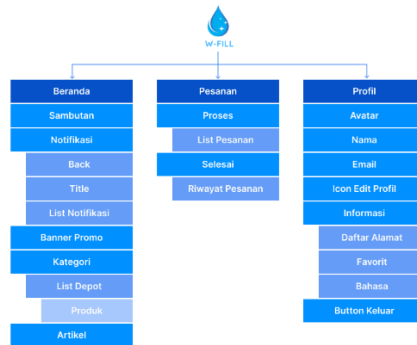 W-FILL
Beranda
Sambutan
Notifikasi
Back
Title
List Notifikasi
Banner Promo
Kategori
List Depot
Produk
Artikel
Pesanan
Proses
List Pesanan
Selesai
Riwayat Pesanan
Profil
Avatar
Nama
Email
Icon Edit Profil
Informasi
Daftar Alamat
Favorit
Bahasa
Button Keluar